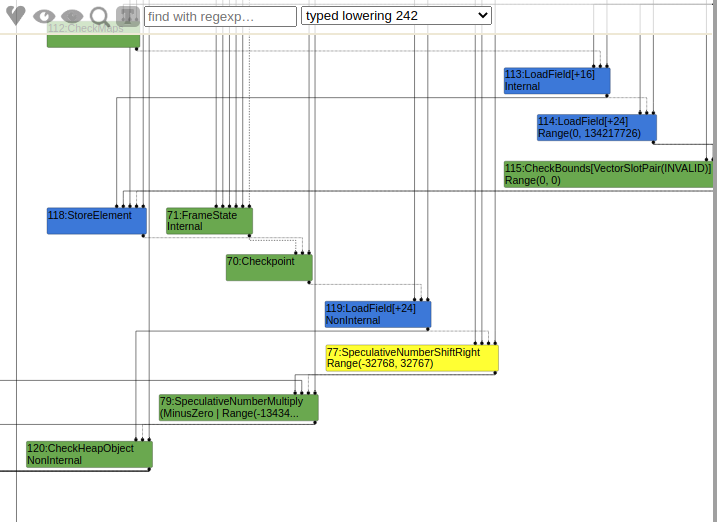 find with regexp…
typed lowering 242
112:CheckMaps
113:LoadField[+16]
Internal
114:LoadField[+24]
Range(0, 134217726)
115:CheckBounds[VectorSlotPair(INVALID)]
Range(0, 0)
118:StoreElement
71:FrameState
Internal
70:Checkpoint
119:LoadField[+24]
NonInternal
77:SpeculativeNumberShiftRight
Range(-32768, 32767)
79:SpeculativeNumberMultiply
(MinusZero | Range(-13434...
120:CheckHeapObject
NonInternal